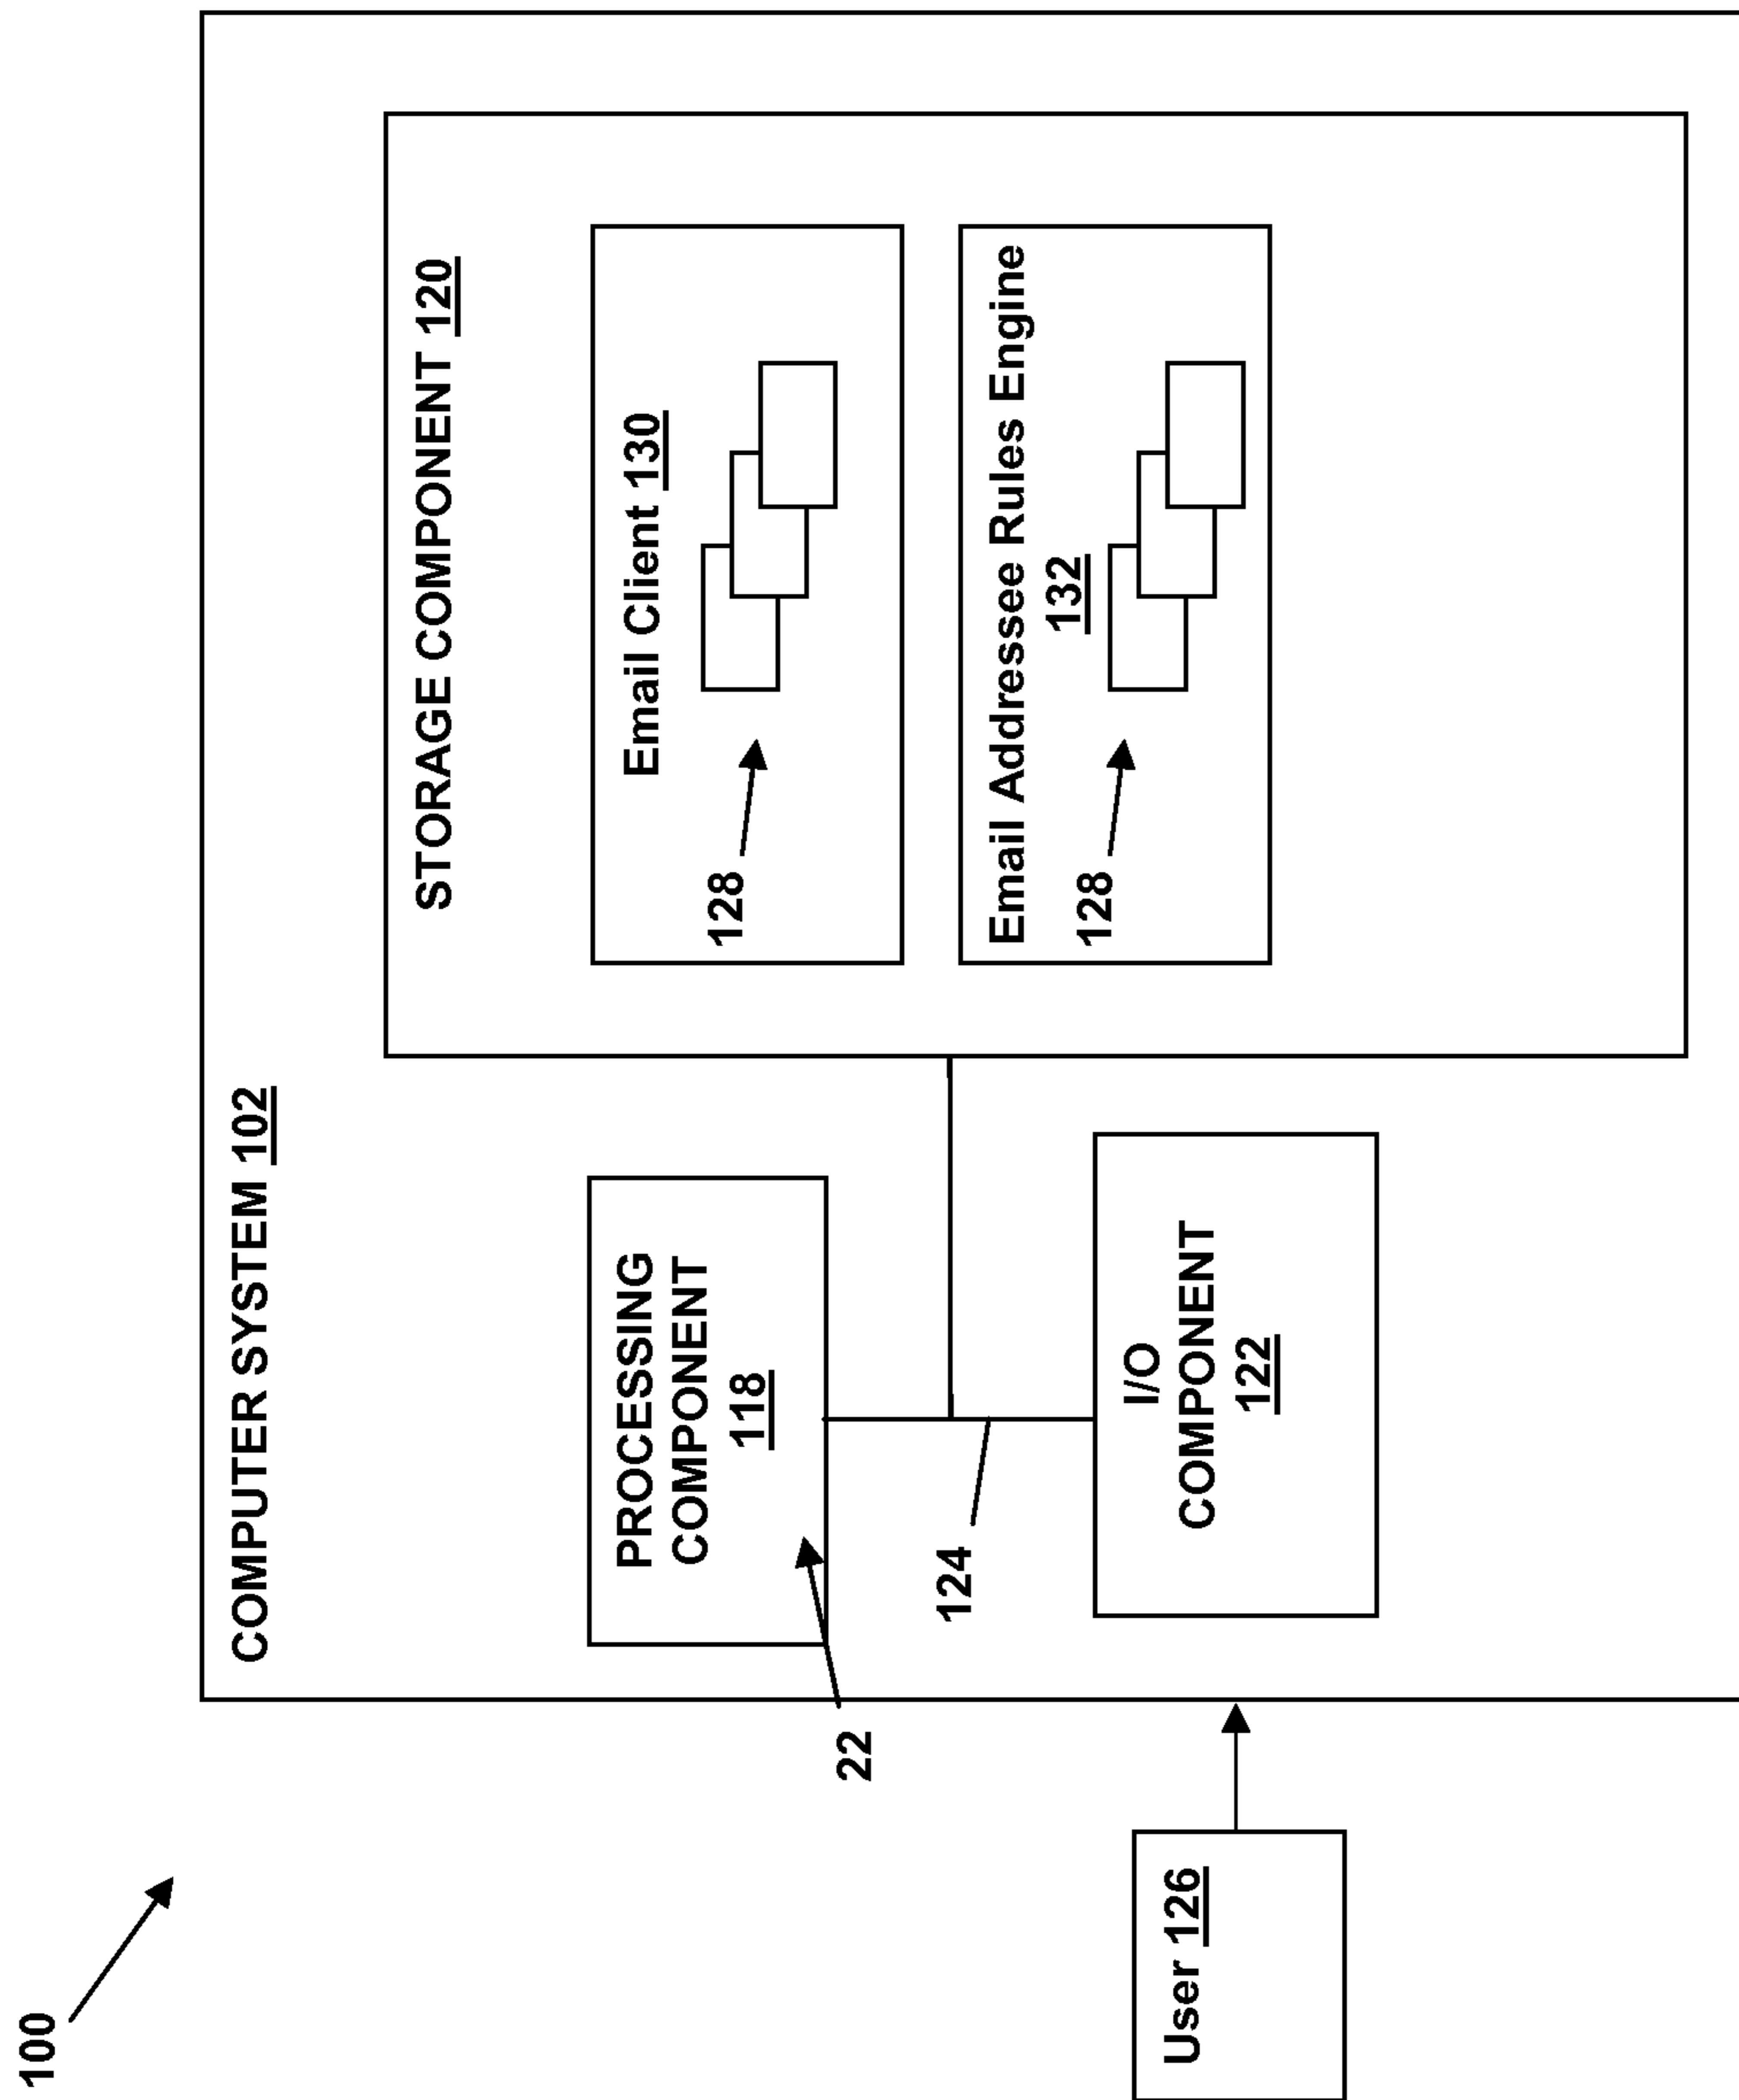 100
COMPUTER SYSTEM 102
STORAGE COMPONENT 120
Email Client 130
128
Email Addressee Rules Engine
132
128
PROCESSING
COMPONENT
118
22
124
I/O
COMPONENT
122
User 126